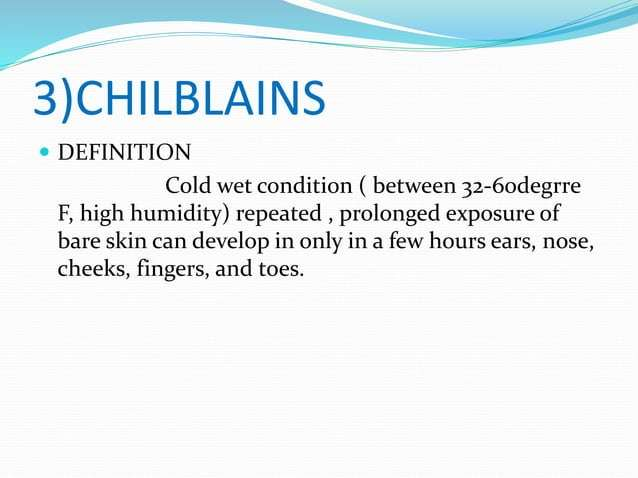 3)CHILBLAINS
DEFINITION
Cold wet condition ( between 32-60degrre
F, high humidity) repeated , prolonged exposure of
bare skin can develop in only in a few hours ears, nose,
cheeks, fingers, and toes.